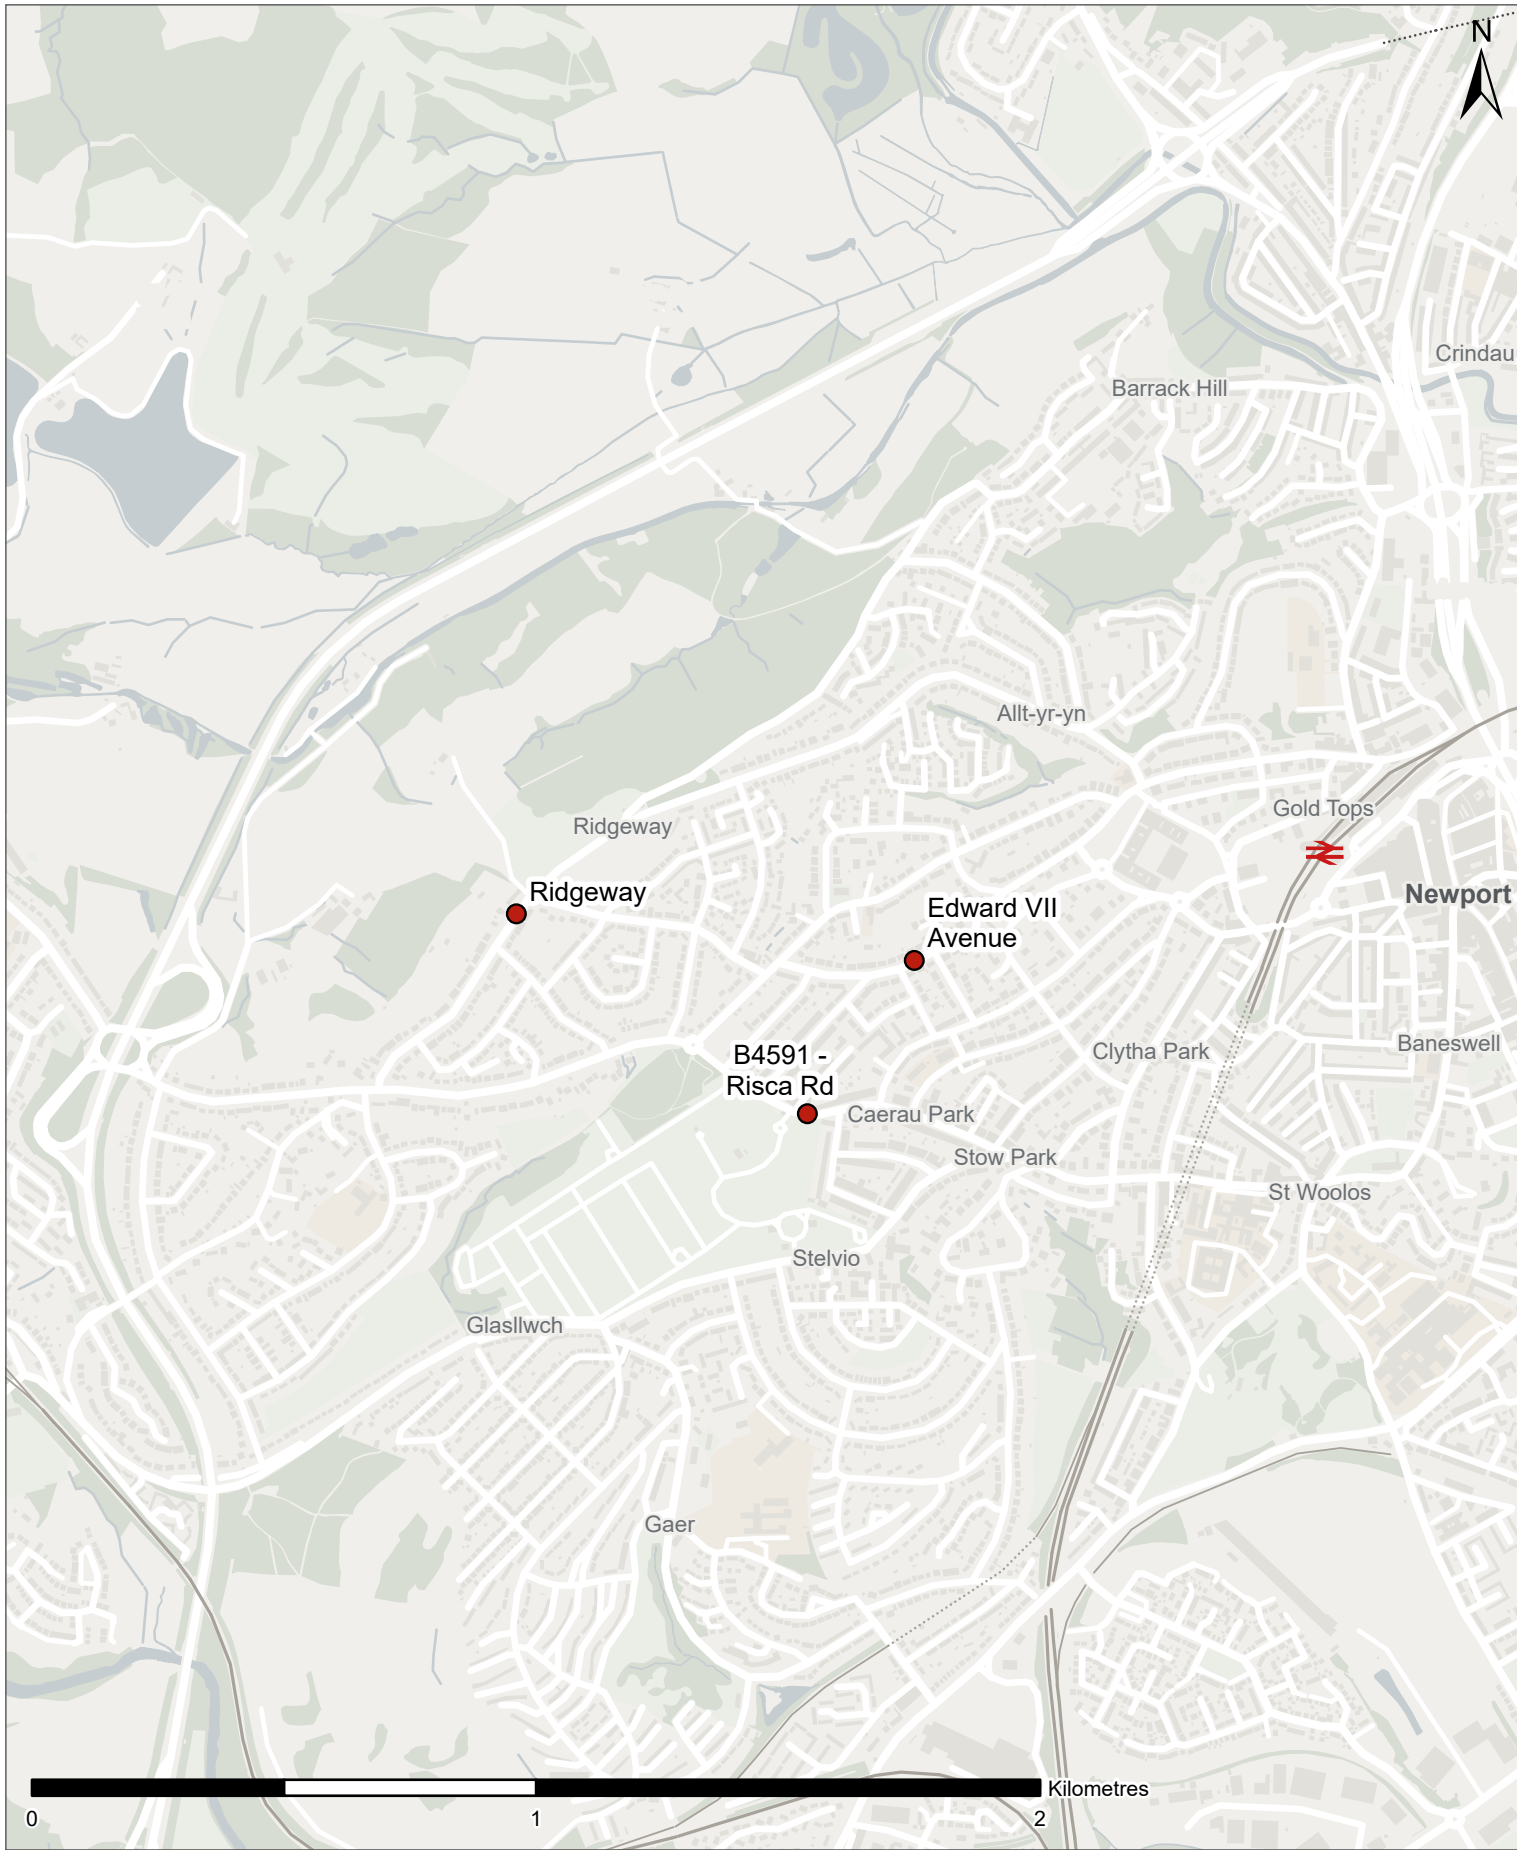 N
Crindau
Barrack Hill
Allt-yr-yn
Gold Tops
Ridgeway
Ridgeway
Newport
Edward VII
Avenue
Baneswell
Clytha Park
B4591 -
Risca Rd
Caerau Park
Stow Park
St Woolos
Stelvio
Glasllwch
Gaer
Kilometres
0
1
2